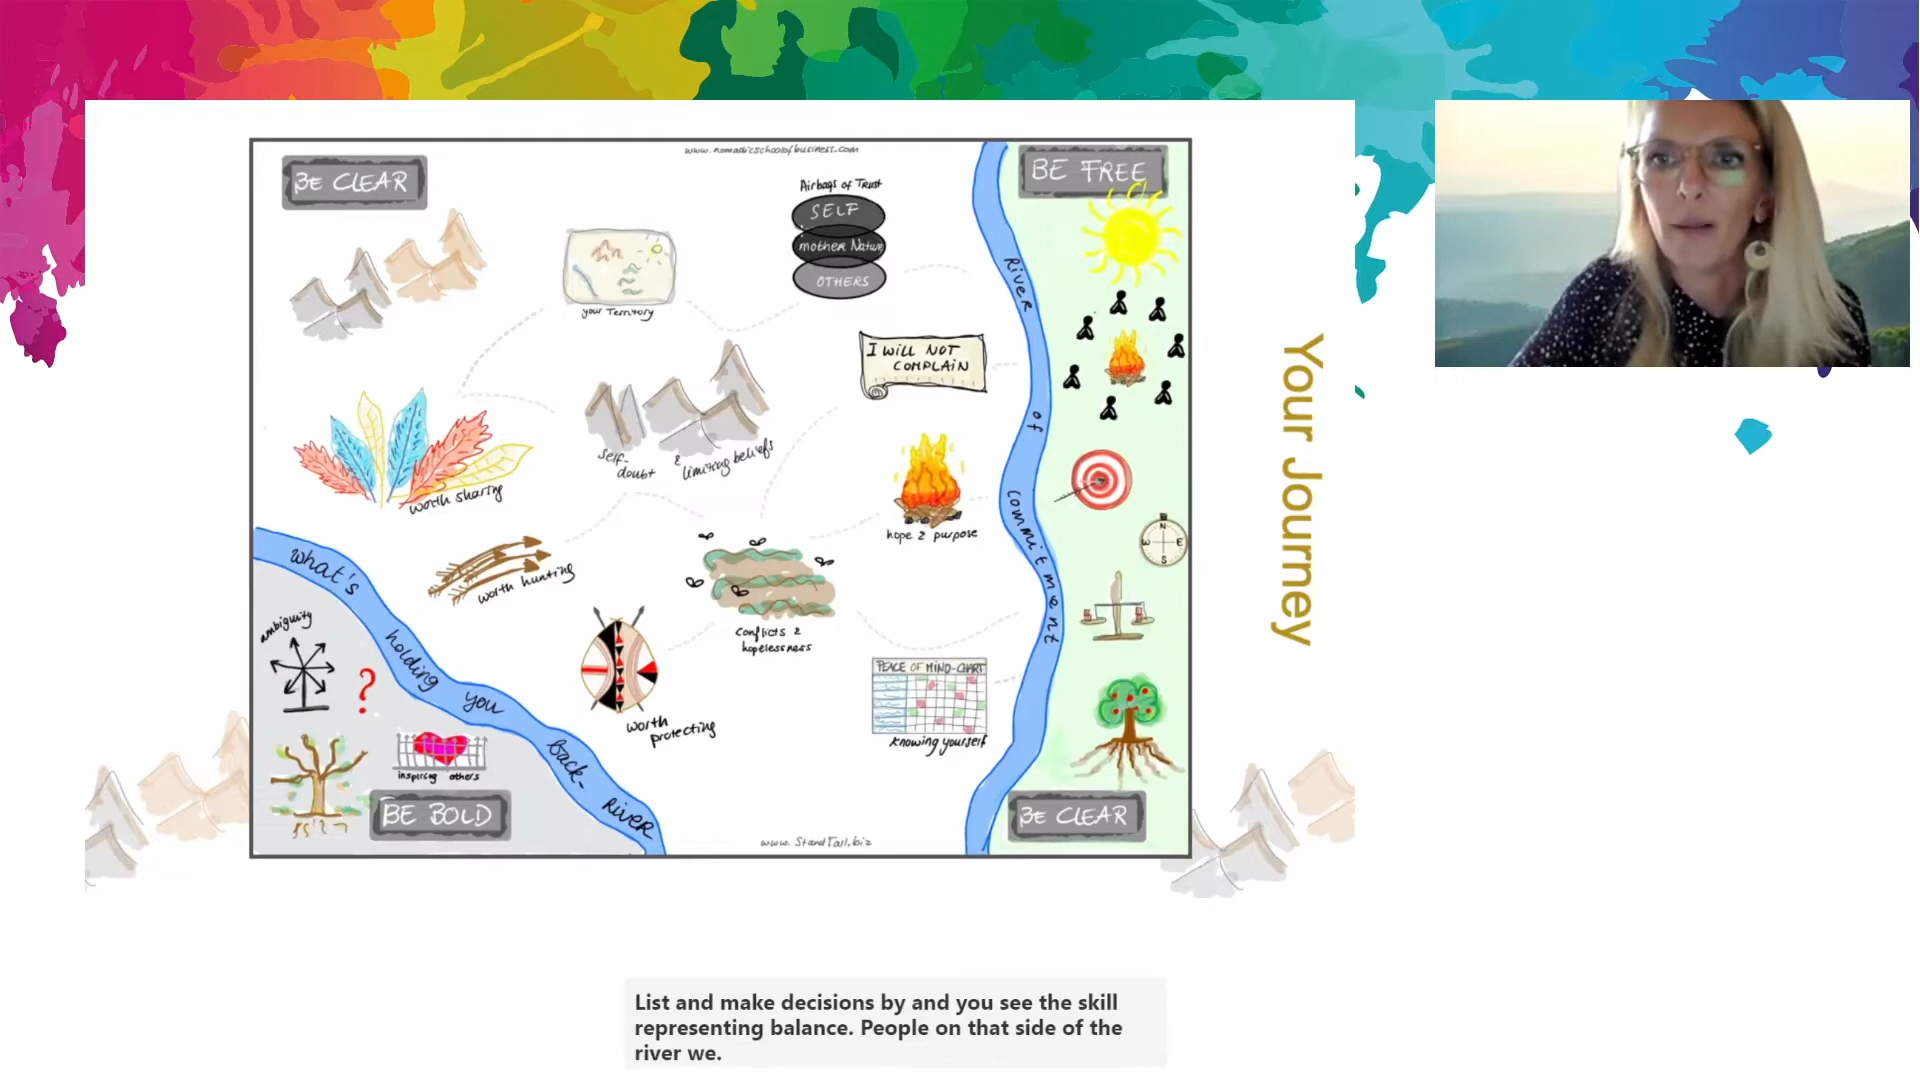 www.nomadicschoolofbusiness.com
BE CLEAR
BE FREE
Airbags of Trust
SELF
mother Nature
OTHERS
your Territory
I WILL NOT
COMPLAIN
self-
doubt
&
limiting beliefs
worth sharing
hope & purpose
worth hunting
River of commitment
Conflicts &
hopelessness
what's holding you back-River
ambiguity
?
worth
protecting
PEACE OF MIND-CHART
knowing yourself
inspiring others
BE BOLD
BE CLEAR
www.StandTall.biz
N
W
E
S
Your Journey
List and make decisions by and you see the skill
representing balance. People on that side of the
river we.